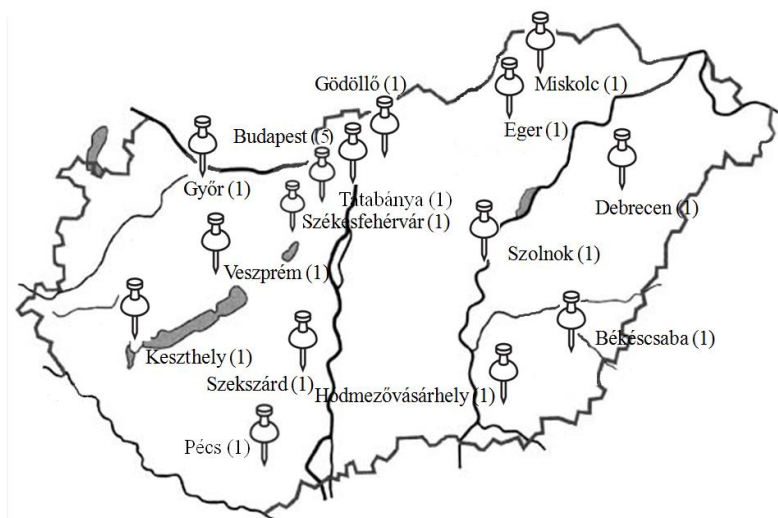 Gödöllő (1)
Miskolc (1)
Eger (1)
Budapest (5)
Győr (1)
Tatabánya (1)
Debrecen (1)
Székesfehérvár (1)
Szolnok (1)
Veszprém (1)
Békéscsaba (1)
Keszthely (1)
Szekszárd (1)
Hódmezővásárhely (1)
Pécs (1)